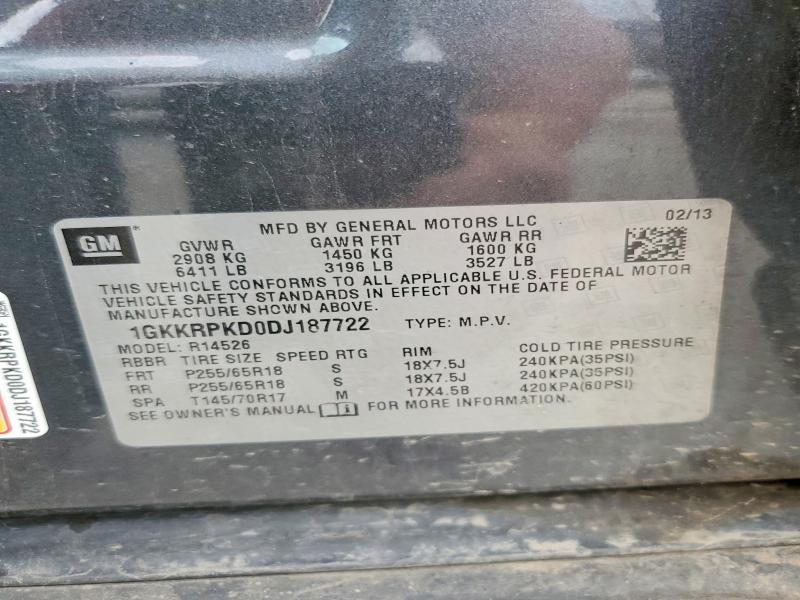 GM
MFD BY GENERAL MOTORS LLC
02/13
GVWR GAWR FRT GAWR RR
2908 KG 1450 KG 1600 KG
6411 LB 3196 LB 3527 LB
THIS VEHICLE CONFORMS TO ALL APPLICABLE U.S. FEDERAL MOTOR
VEHICLE SAFETY STANDARDS IN EFFECT ON THE DATE OF
MANUFACTURE SHOWN ABOVE.
1GKKRPKD0DJ187722 TYPE: M.P.V.
MODEL: R14526
RBBR TIRE SIZE SPEED RTG RIM COLD TIRE PRESSURE
FRT P255/65R18 S 18X7.5J 240KPA(35PSI)
RR P255/65R18 S 18X7.5J 240KPA(35PSI)
SPA T145/70R17 M 17X4.5B 420KPA(60PSI)
SEE OWNER'S MANUAL FOR MORE INFORMATION.
1GKKRPKD0DJ187722